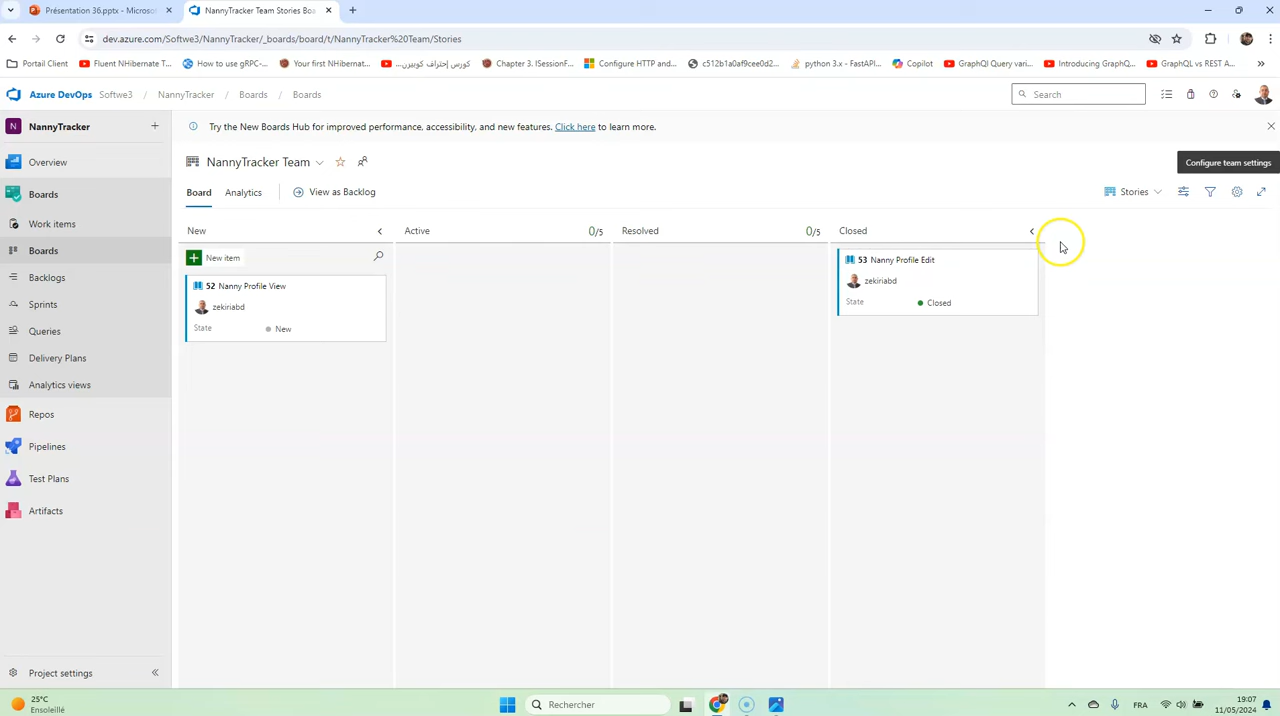 Présentation 36.pptx - Microso
NannyTracker Team Stories Boa
dev.azure.com/Softwe3/NannyTracker/_boards/board/t/NannyTracker%20Team/Stories
Portail Client
Fluent NHibernate T...
How to use gRPC-...
Your first NHibernat...
كورس إحتراف كويبرن...
Chapter 3. ISessionF...
Configure HTTP and...
c512b1a0af9cee0d2...
python 3.x - FastAPI...
Copilot
GraphQl Query vari...
Introducing GraphQ...
GraphQL vs REST A...
Azure DevOps
Softwe3
/
NannyTracker
/
Boards
/
Boards
Search
N
NannyTracker
Try the New Boards Hub for improved performance, accessibility, and new features. Click here to learn more.
Overview
NannyTracker Team
Configure team settings
Boards
Board
Analytics
View as Backlog
Stories
Work items
Boards
Backlogs
Sprints
Queries
Delivery Plans
Analytics views
Repos
Pipelines
Test Plans
Artifacts
New
Active
0/5
Resolved
0/5
Closed
New item
52 Nanny Profile View
zekiriabd
State
New
53 Nanny Profile Edit
zekiriabd
State
Closed
Project settings
25°C
Ensoleillé
Rechercher
FRA
19:07
11/05/2024